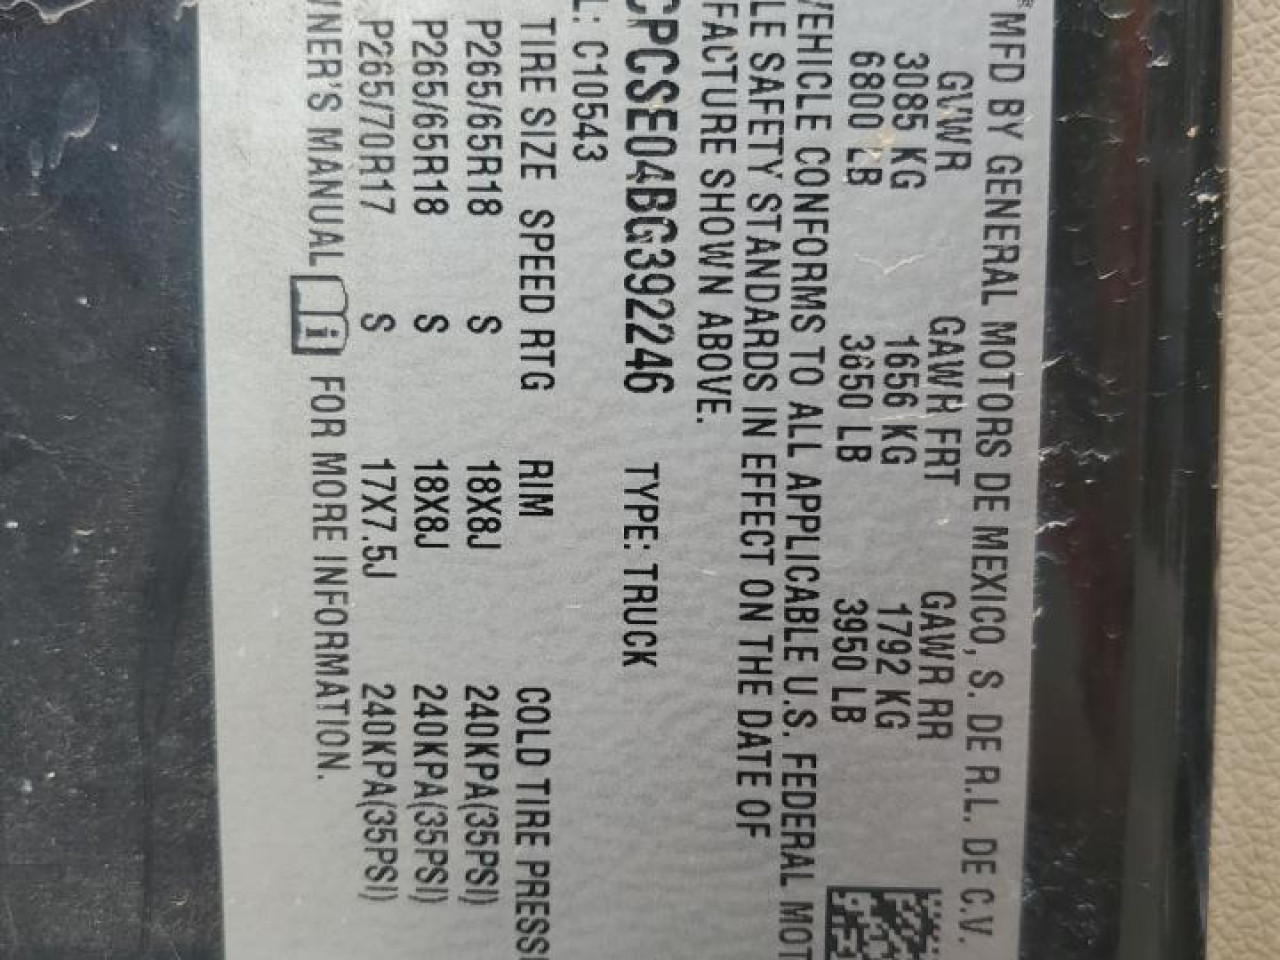 MFD BY GENERAL MOTORS DE MEXICO, S. DE R.L. DE C.V.
GVWR GAWR FRT GAWR RR
3085 KG 1656 KG 1792 KG
6800 LB 3650 LB 3950 LB
VEHICLE CONFORMS TO ALL APPLICABLE U.S. FEDERAL MOT
LE SAFETY STANDARDS IN EFFECT ON THE DATE OF
FACTURE SHOWN ABOVE.
CPCSE04BG392246 TYPE: TRUCK
L: C10543
TIRE SIZE SPEED RTG RIM COLD TIRE PRESS
P265/65R18 S 18X8J 240KPA(35PSI)
P265/65R18 S 18X8J 240KPA(35PSI)
P265/70R17 S 17X7.5J 240KPA(35PSI)
WNER'S MANUAL i FOR MORE INFORMATION.